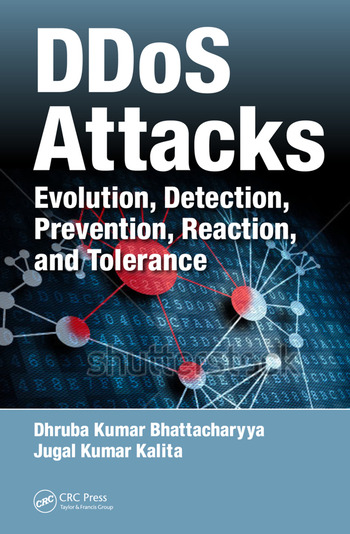 DDoS
Attacks
Evolution, Detection,
Prevention, Reaction,
and Tolerance
shutterstock
Dhruba Kumar Bhattacharyya
Jugal Kumar Kalita
CRC
CRC Press
Taylor & Francis Group